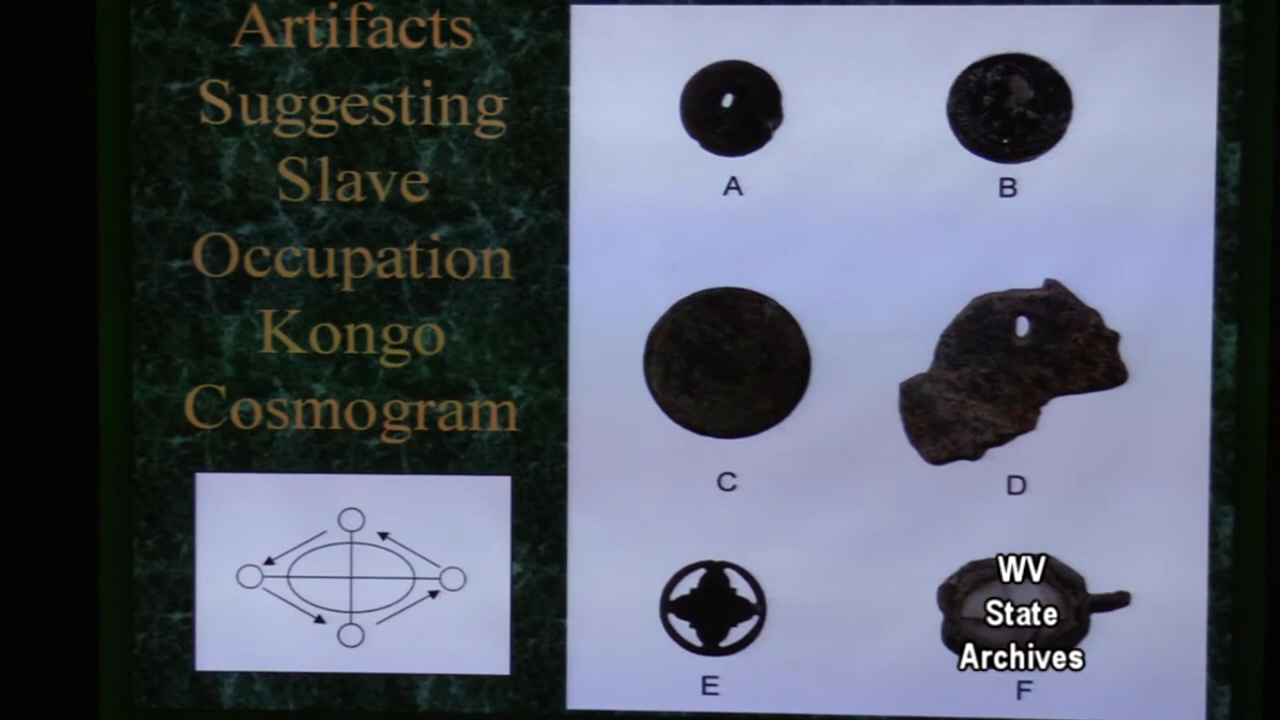 Artifacts
Suggesting
Slave
Occupation
Kongo
Cosmogram
A
B
C
D
E
F
WV
State
Archives